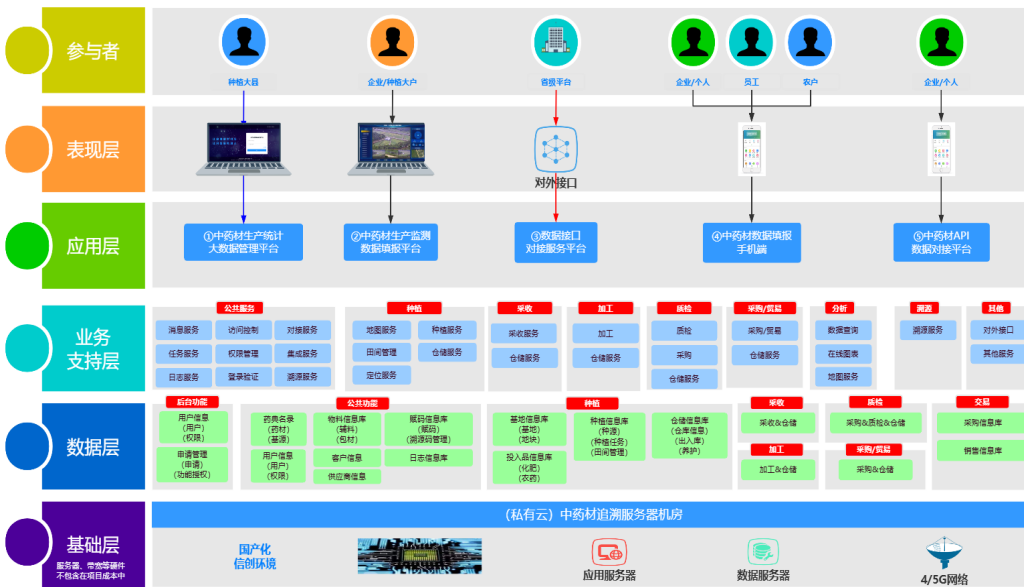 参与者
种植大县
企业/种植大户
省级平台
企业/个人
员工
农户
企业/个人
表现层
对外接口
应用层
①中药材生产统计
大数据管理平台
②中药材生产监测
数据填报平台
③数据接口
对接服务平台
④中药材数据填报
手机端
⑤中药材API
数据对接平台
业务
支持层
公共服务
消息服务
访问控制
对接服务
任务服务
权限管理
集成服务
日志服务
登录验证
溯源服务
种植
地图服务
种植服务
田间管理
仓储服务
定位服务
采收
采收服务
仓储服务
加工
加工
仓储服务
质检
质检
采购
仓储服务
采购/贸易
采购/贸易
仓储服务
分析
数据查询
在线图表
地图服务
溯源
溯源服务
其他
对外接口
其他服务
数据层
后台功能
用户信息
(用户)
(权限)
申请管理
(申请)
(功能授权)
公共功能
药典名录
(药材)
(基源)
物料信息库
(辅料)
(包材)
赋码信息库
(赋码)
(溯源码管理)
用户信息
(用户)
(权限)
客户信息
日志信息库
供应商信息
种植
基地信息库
(基地)
(地块)
种植信息库
(种源)
(种植任务)
(田间管理)
仓储信息库
(仓库信息)
(出入库)
(养护)
投入品信息库
(化肥)
(农药)
采收
采收&仓储
加工
加工&仓储
质检
采购&质检&仓储
采购/贸易
采购&仓储
交易
采购信息库
销售信息库
基础层
服务器、带宽等硬件
不包含在项目成本中
（私有云）中药材追溯服务器机房
国产化
信创环境
应用服务器
数据服务器
4/5G网络